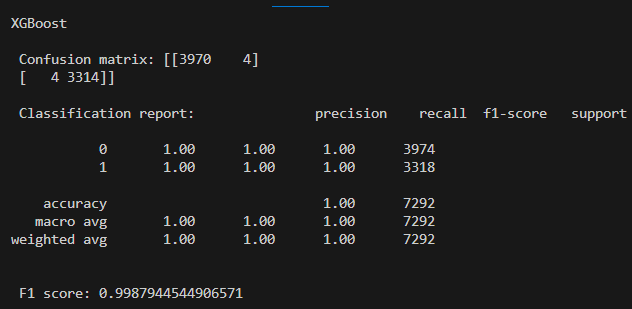 XGBoost
Confusion matrix: [[3970    4]
[   4 3314]]
Classification report:               precision    recall  f1-score   support
0       1.00      1.00      1.00      3974
1       1.00      1.00      1.00      3318
accuracy                           1.00      7292
macro avg       1.00      1.00      1.00      7292
weighted avg       1.00      1.00      1.00      7292
F1 score: 0.9987944544906571